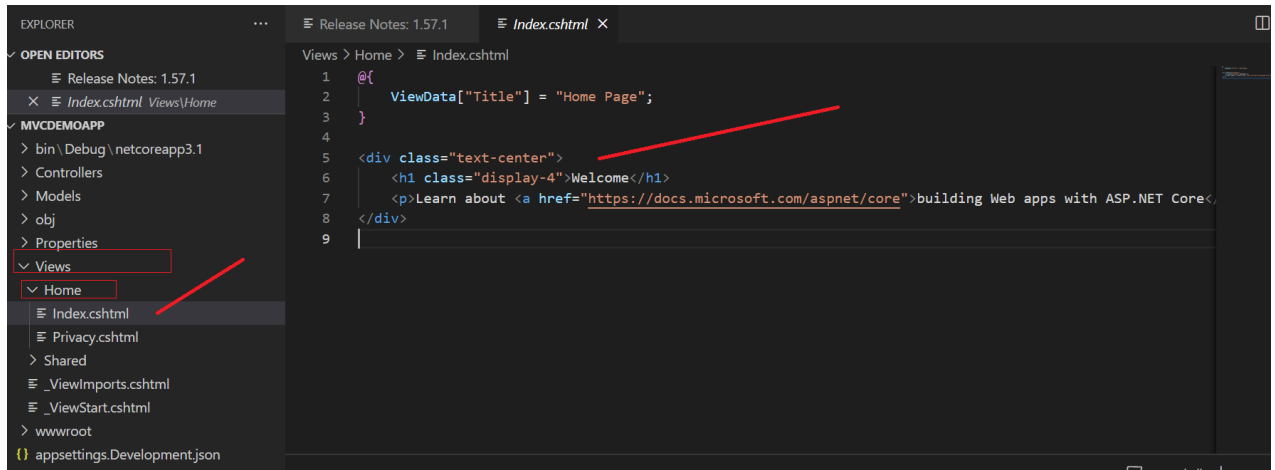 EXPLORER ···
OPEN EDITORS
Release Notes: 1.57.1
Index.cshtml Views\Home
MVCDEMOAPP
bin\Debug\netcoreapp3.1
Controllers
Models
obj
Properties
Views
Home
Index.cshtml
Privacy.cshtml
Shared
_ViewImports.cshtml
_ViewStart.cshtml
wwwroot
{} appsettings.Development.json
Release Notes: 1.57.1 Index.cshtml
Views > Home > Index.cshtml
1 @{
2 ViewData["Title"] = "Home Page";
3 }
4
5 <div class="text-center">
6 <h1 class="display-4">Welcome</h1>
7 <p>Learn about <a href="https://docs.microsoft.com/aspnet/core">building Web apps with ASP.NET Core</
8 </div>
9